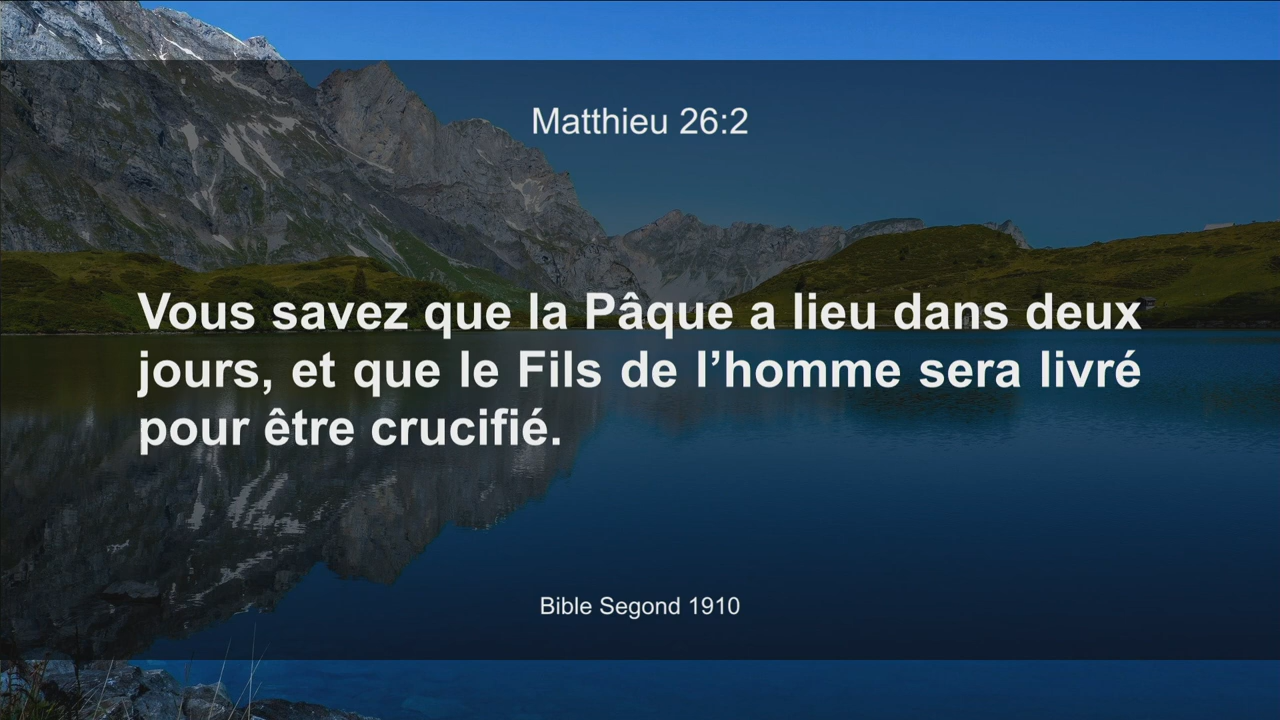 Matthieu 26:2
Vous savez que la Pâque a lieu dans deux
jours, et que le Fils de l’homme sera livré
pour être crucifié.
Bible Segond 1910